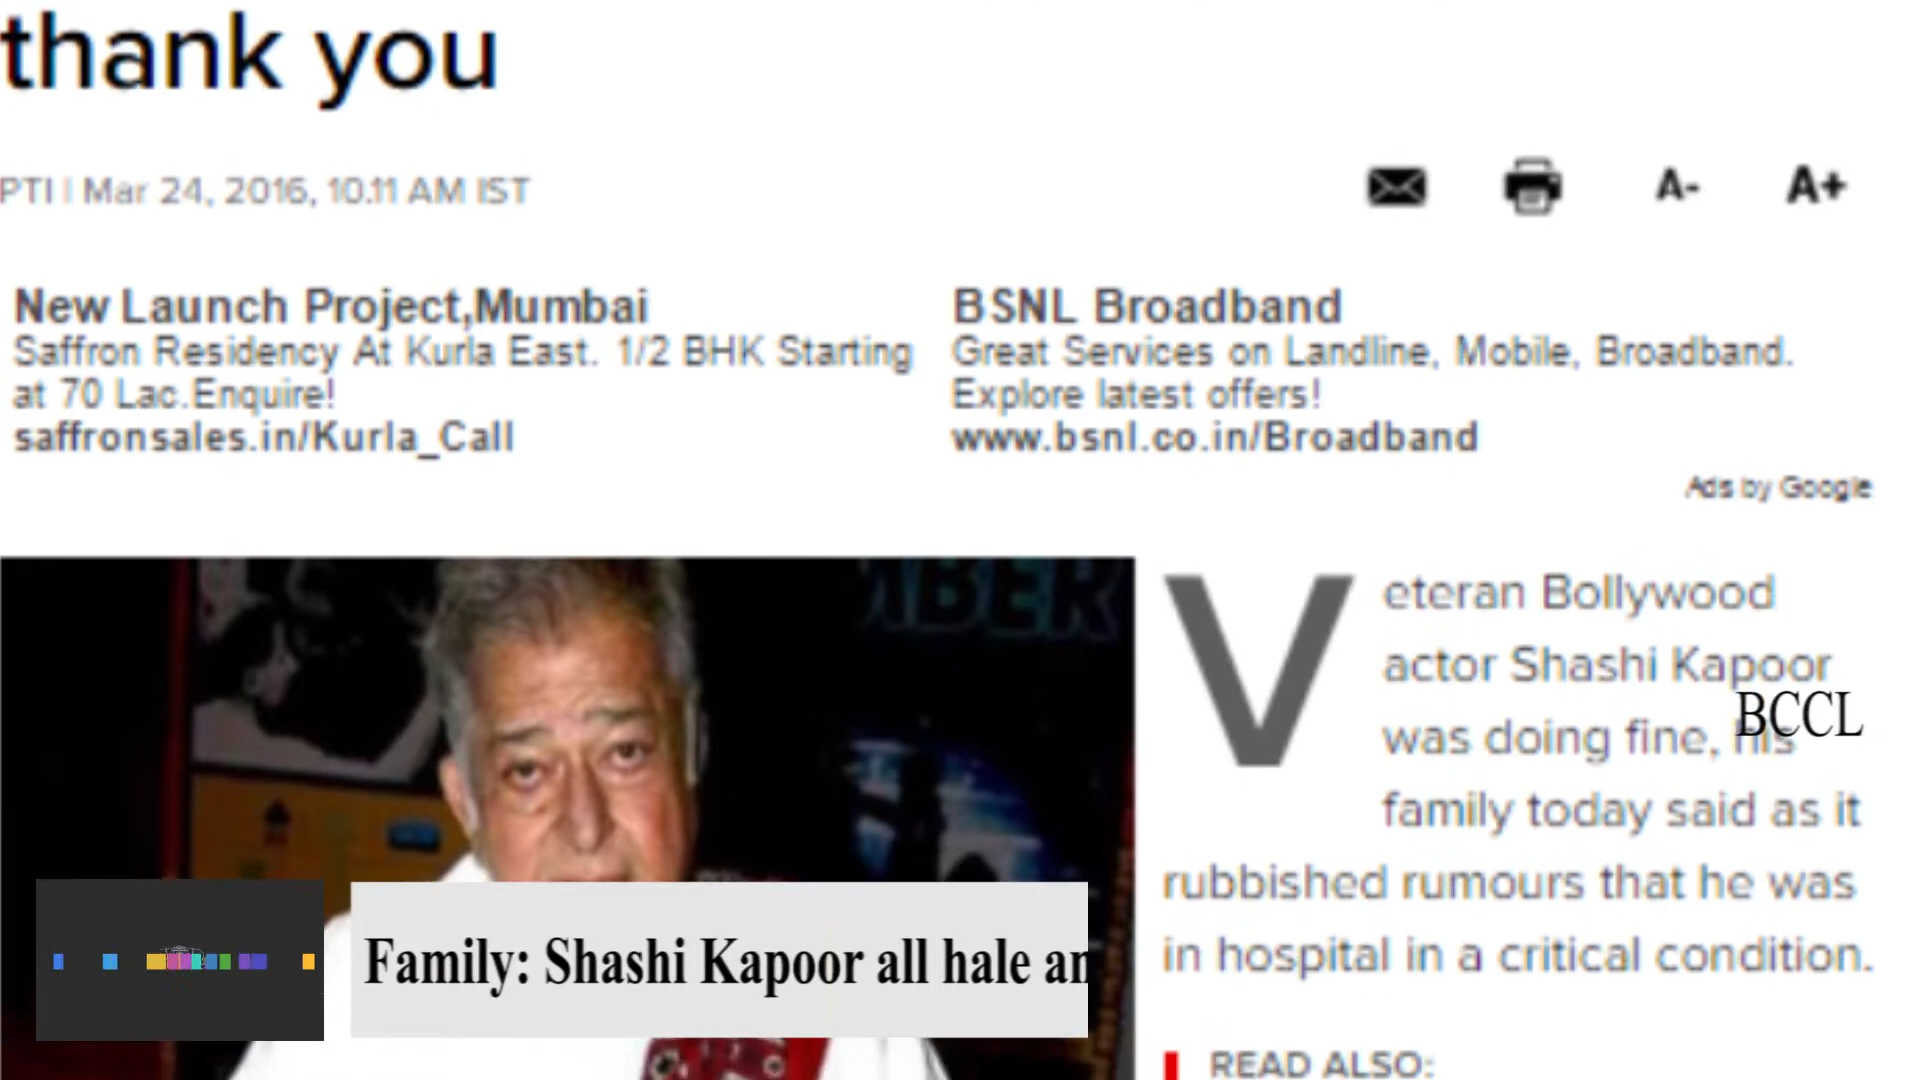 thank you
PTI | Mar 24, 2016, 10.11 AM IST
A- A+
New Launch Project,Mumbai
Saffron Residency At Kurla East. 1/2 BHK Starting
at 70 Lac.Enquire!
saffronsales.in/Kurla_Call
BSNL Broadband
Great Services on Landline, Mobile, Broadband.
Explore latest offers!
www.bsnl.co.in/Broadband
Ads by Google
MBER
Veteran Bollywood
actor Shashi Kapoor
BCCL
was doing fine, his
family today said as it
rubbished rumours that he was
in hospital in a critical condition.
READ ALSO:
Family: Shashi Kapoor all hale an